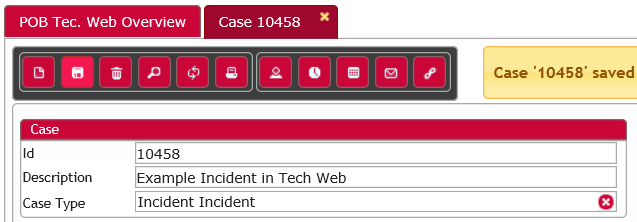 POB Tec. Web Overview
Case 10458
Case '10458' saved
Case
Id 10458
Description Example Incident in Tech Web
Case Type Incident Incident